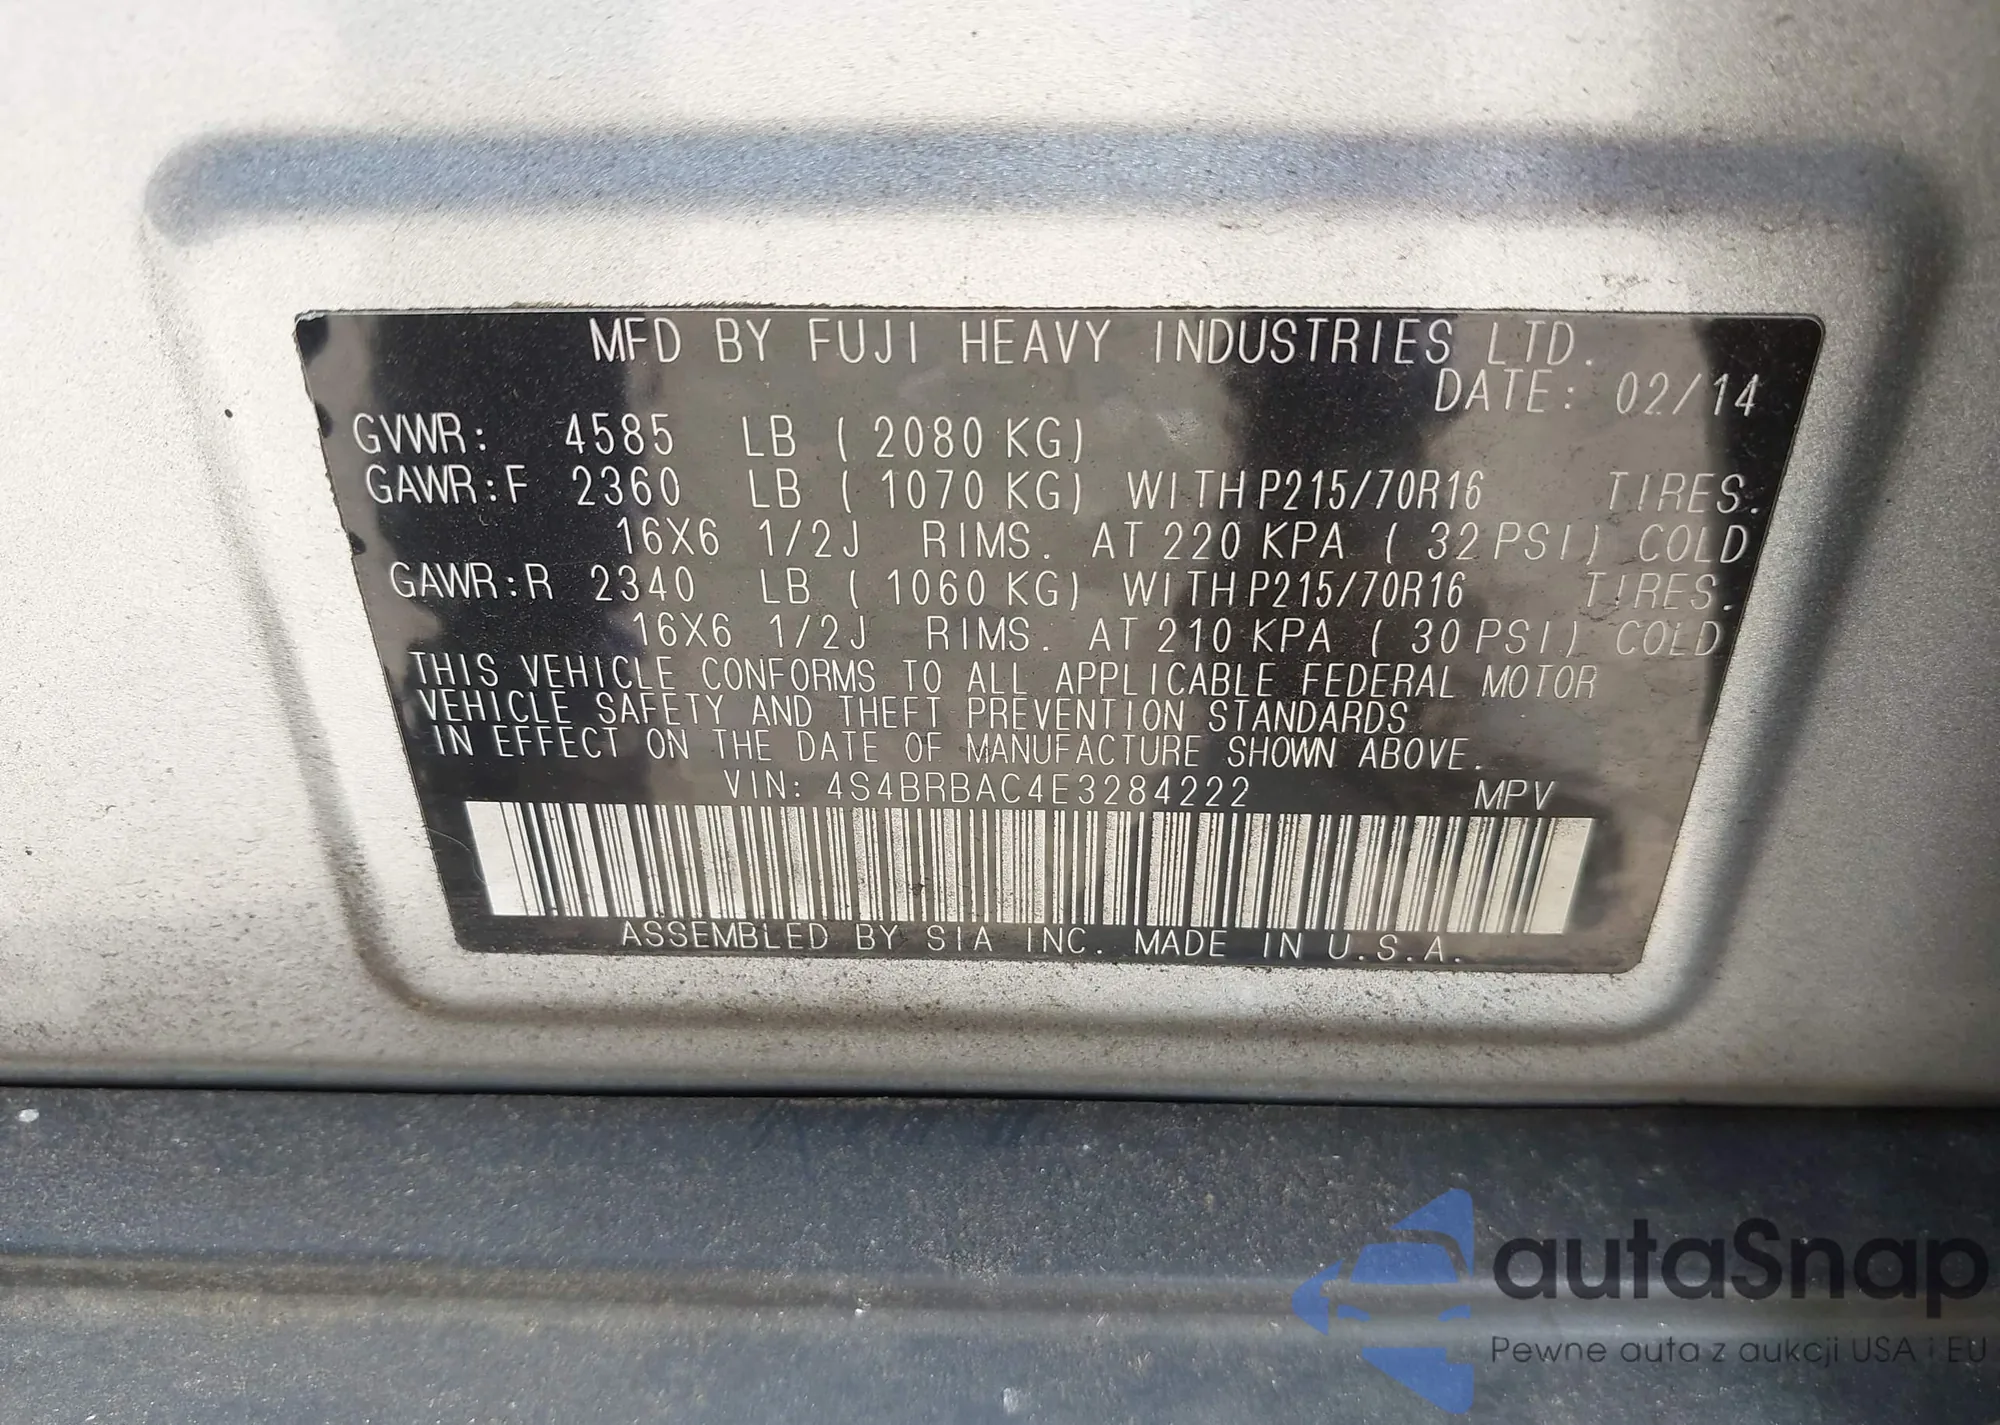 MFD BY FUJI HEAVY INDUSTRIES LTD.
DATE: 02/14
GVWR: 4585 LB ( 2080 KG)
GAWR:F 2360 LB ( 1070 KG) WITH P215/70R16 TIRES.
16X6 1/2J RIMS. AT 220 KPA ( 32 PSI) COLD
GAWR:R 2340 LB ( 1060 KG) WITH P215/70R16 TIRES.
16X6 1/2J RIMS. AT 210 KPA ( 30 PSI) COLD
THIS VEHICLE CONFORMS TO ALL APPLICABLE FEDERAL MOTOR
VEHICLE SAFETY AND THEFT PREVENTION STANDARDS
IN EFFECT ON THE DATE OF MANUFACTURE SHOWN ABOVE.
VIN: 4S4BRBAC4E3284222 MPV
ASSEMBLED BY SIA INC. MADE IN U.S.A.
autaSnap
Pewne auta z aukcji USA i EU